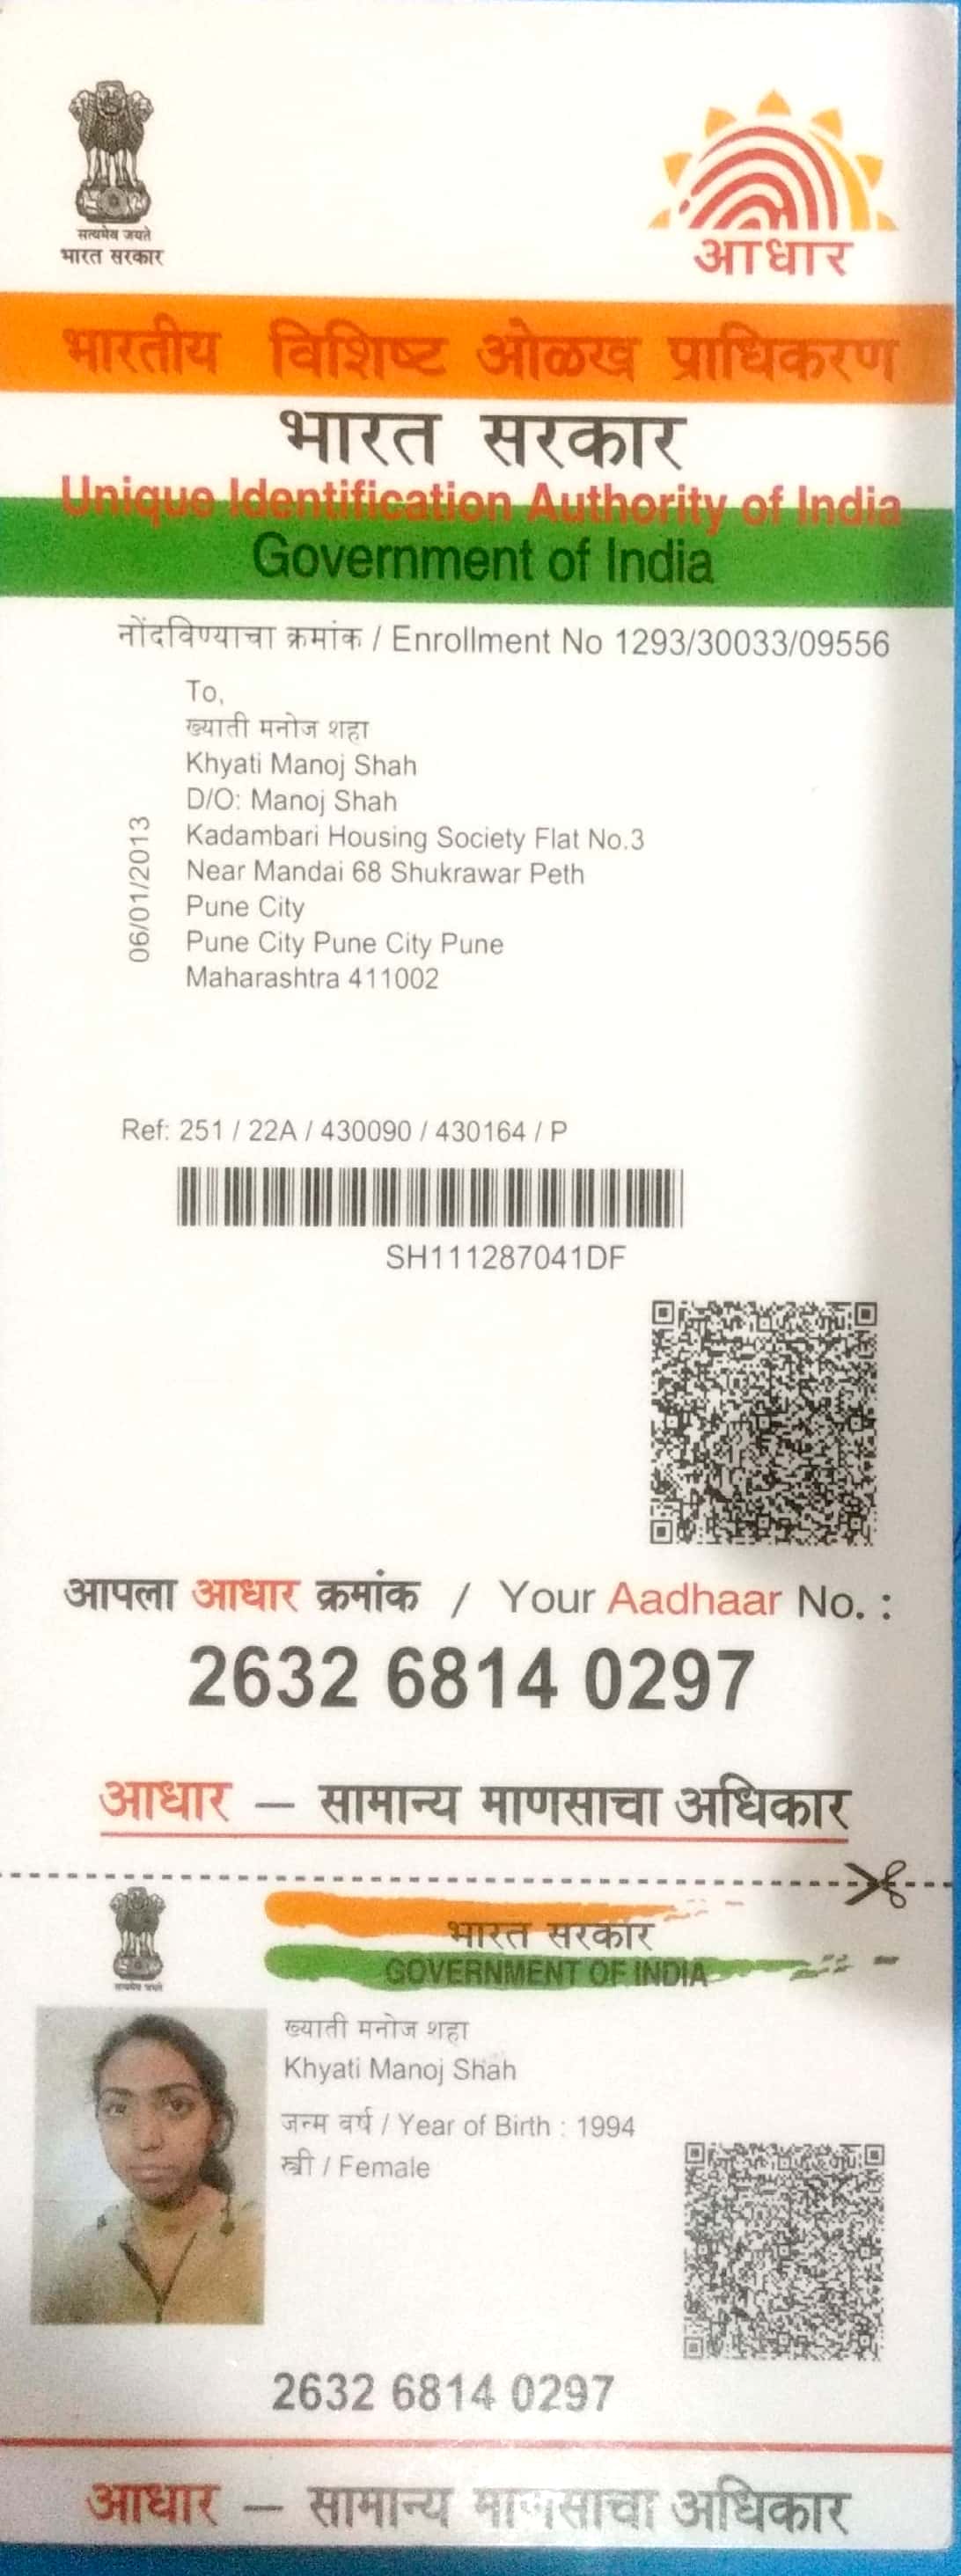 सत्यमेव जयते
भारत सरकार
आधार
भारतीय विशिष्ट ओळख प्राधिकरण
भारत सरकार
Unique Identification Authority of India
Government of India
नोंदविण्याचा क्रमांक / Enrollment No 1293/30033/09556
To,
ख्याती मनोज शहा
Khyati Manoj Shah
D/O: Manoj Shah
Kadambari Housing Society Flat No.3
Near Mandai 68 Shukrawar Peth
Pune City
Pune City Pune City Pune
Maharashtra 411002
06/01/2013
Ref: 251 / 22A / 430090 / 430164 / P
SH111287041DF
आपला आधार क्रमांक / Your Aadhaar No. :
2632 6814 0297
आधार – सामान्य माणसाचा अधिकार
सत्यमेव जयते
भारत सरकार
GOVERNMENT OF INDIA
ख्याती मनोज शहा
Khyati Manoj Shah
जन्म वर्ष / Year of Birth : 1994
स्त्री / Female
2632 6814 0297
आधार – सामान्य माणसाचा अधिकार